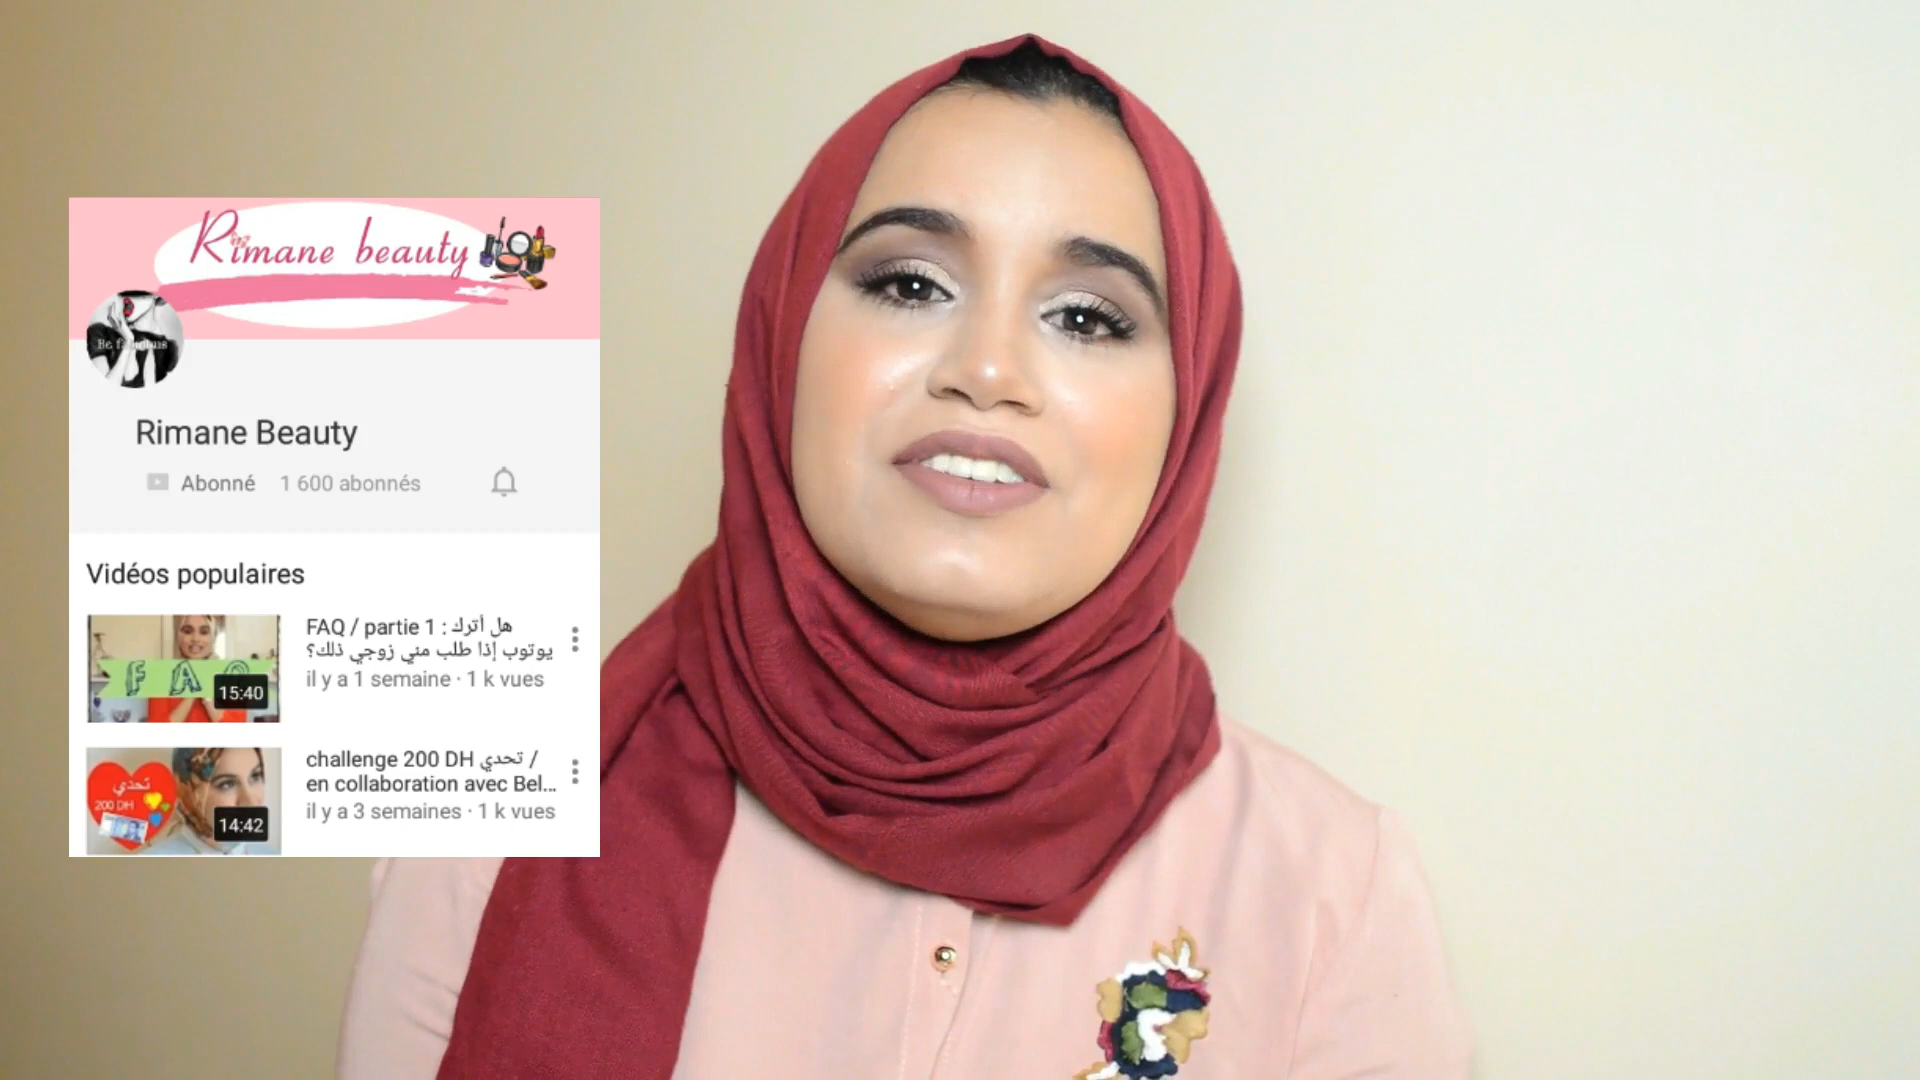 Rimane beauty
Rimane Beauty
Abonné 1 600 abonnés
Vidéos populaires
FAQ / partie 1 : هل أترك
يوتوب إذا طلب مني زوجي ذلك؟
il y a 1 semaine · 1 k vues
FAQ
15:40
challenge 200 DH تحدي /
en collaboration avec Bel...
il y a 3 semaines · 1 k vues
تحدي
200 DH
14:42